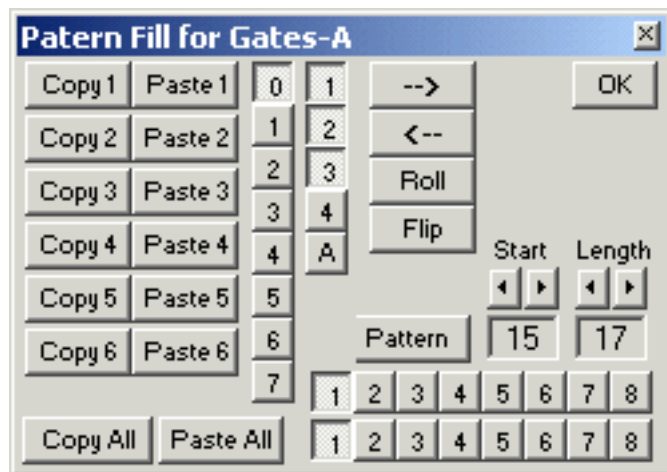 Patern Fill for Gates-A
Copy 1 Paste 1 0 1 --> OK
Copy 2 Paste 2 1 2 <--
Copy 3 Paste 3 2 3 Roll
Copy 4 Paste 4 3 4 Flip
4 A Start Length
Copy 5 Paste 5 5
Copy 6 Paste 6 6 Pattern 15 17
7 1 2 3 4 5 6 7 8
Copy All Paste All 1 2 3 4 5 6 7 8